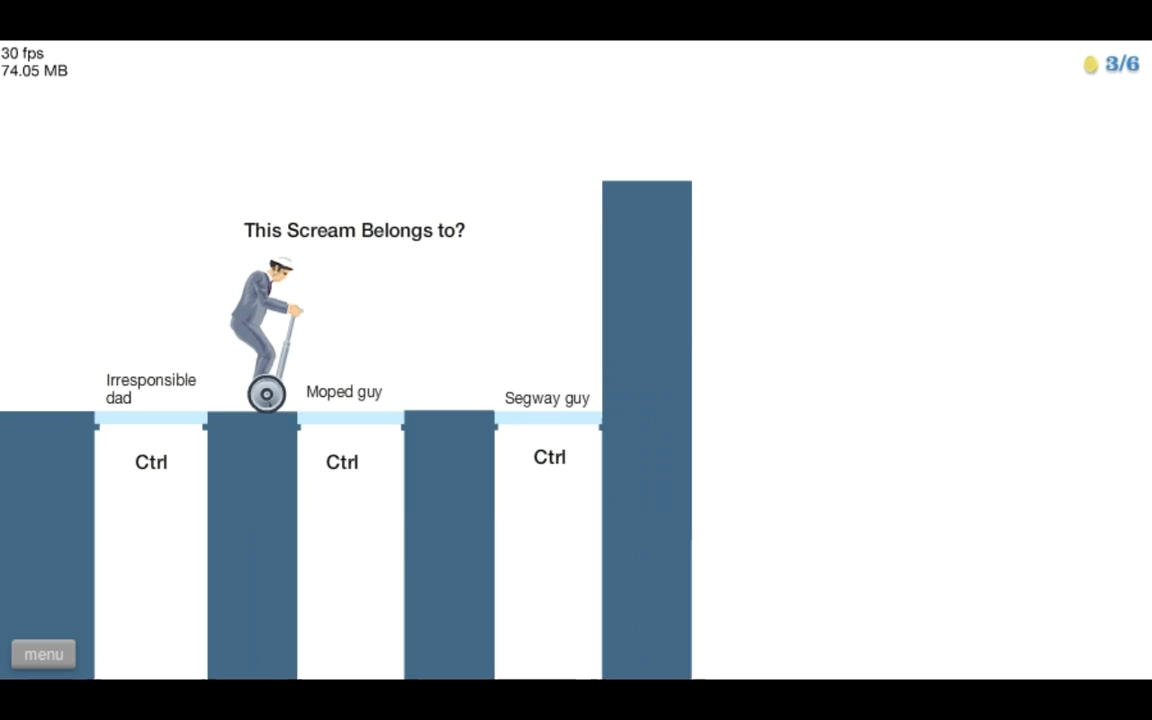 30 fps
74.05 MB
3/6
This Scream Belongs to?
Irresponsible
dad
Moped guy
Segway guy
Ctrl
Ctrl
Ctrl
menu